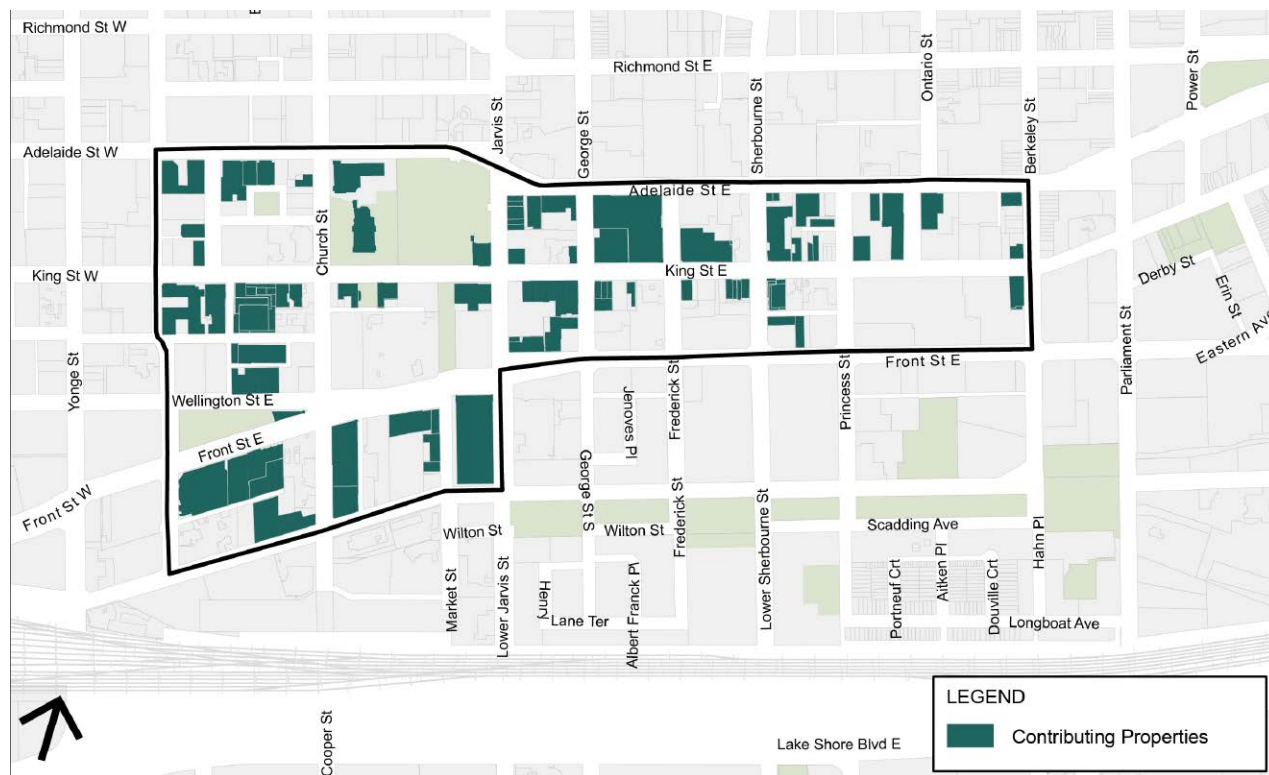 Richmond St W
Richmond St E
Jarvis St
George St
Sherbourne St
Ontario St
Berkeley St
Power St
Adelaide St W
Adelaide St E
Church St
King St W
King St E
Derby St
Erin St
Eastern Ave
Yonge St
Front St E
Parliament St
Princess St
Frederick St
Jenoves Pl
Wellington St E
Front St E
Front St W
George St S
Frederick St
Wilton St
Wilton St
Lower Sherbourne St
Scadding Ave
Market St
Lower Jarvis St
Henry
Lane Ter
Albert Franck Pl
Portneuf Crt
Aitken Pl
Douville Crt
Hahn Pl
Longboat Ave
Cooper St
Lake Shore Blvd E
LEGEND
Contributing Properties